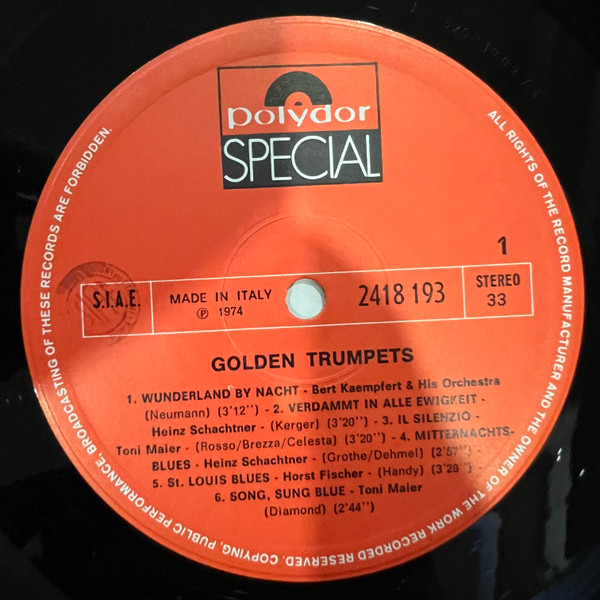 polydor
SPECIAL
1
S.I.A.E.
MADE IN ITALY
℗ 1974
2418 193
STEREO
33
GOLDEN TRUMPETS
1. WUNDERLAND BY NACHT - Bert Kaempfert & His Orchestra
(Neumann) (3'12'') - 2. VERDAMMT IN ALLE EWIGKEIT -
Heinz Schachtner - (Kerger) (3'20'') - 3. IL SILENZIO -
Toni Maier - (Rosso/Brezza/Celesta) (3'20'') - 4. MITTERNACHTS-
BLUES - Heinz Schachtner - (Grothe/Dehmel) (2'57'') -
5. St. LOUIS BLUES - Horst Fischer - (Handy) (3'28'') -
6. SONG, SUNG BLUE - Toni Maier
(Diamond) (2'44'')
ALL RIGHTS OF THE RECORD MANUFACTURER AND THE OWNER OF THE WORK RECORDED RESERVED. COPYING, PUBLIC PERFORMANCE, BROADCASTING OF THESE RECORDS ARE FORBIDDEN.